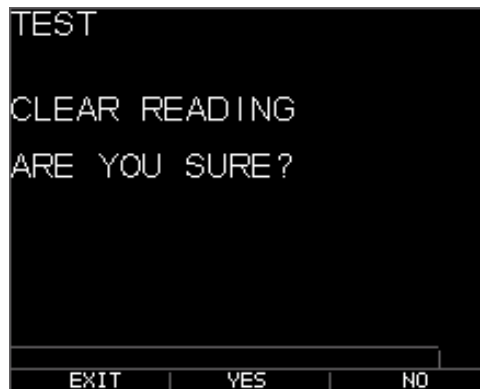 TEST
CLEAR READING
ARE YOU SURE?
EXIT | YES | NO